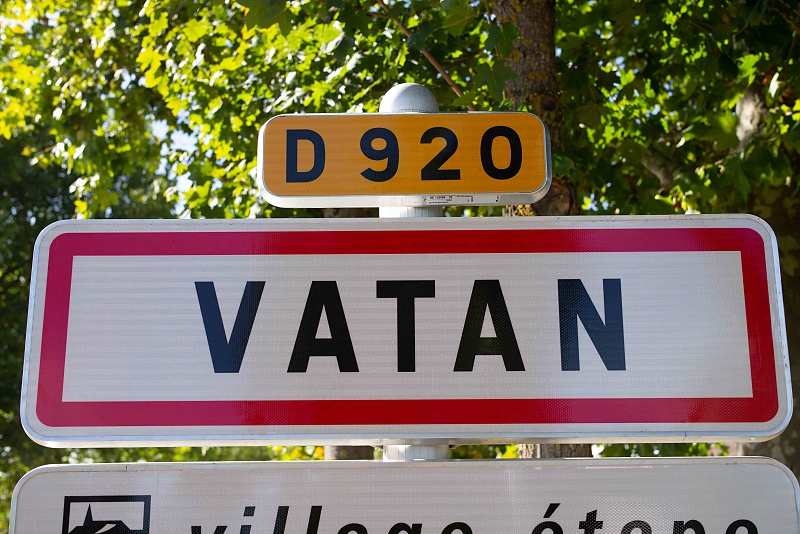 D 920
VATAN
village étape